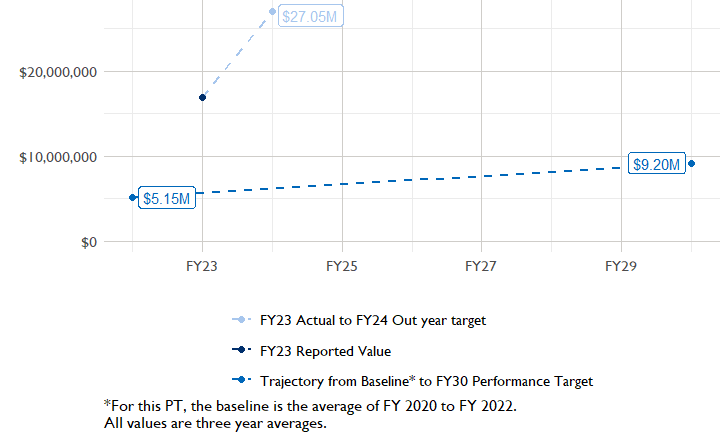 $27.05M
$20,000,000
$10,000,000
$9.20M
$5.15M
$0
FY23 FY25 FY27 FY29
FY23 Actual to FY24 Out year target
FY23 Reported Value
Trajectory from Baseline* to FY30 Performance Target
*For this PT, the baseline is the average of FY 2020 to FY 2022.
All values are three year averages.